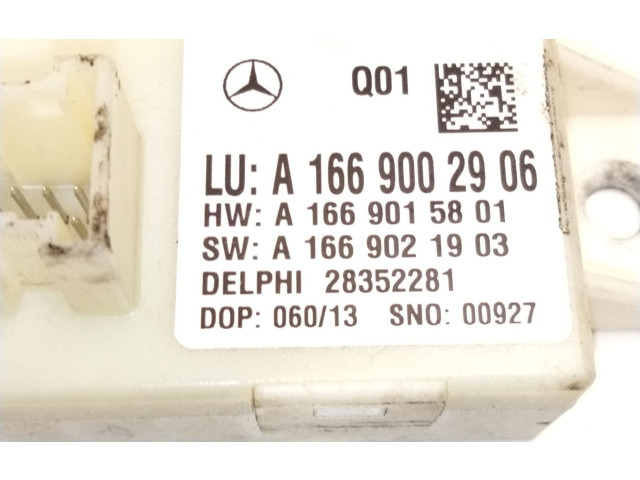 Q01
LU: A 166 900 29 06
HW: A 166 901 58 01
SW: A 166 902 19 03
DELPHI 28352281
DOP: 060/13 SNO: 00927